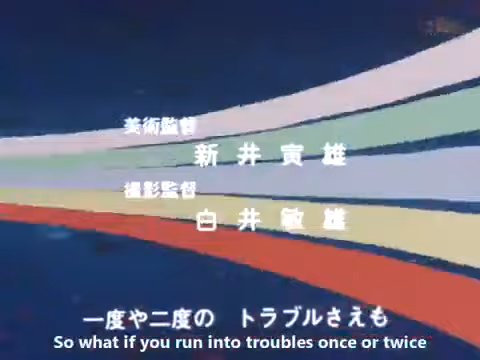 美術監督
新井寅雄
撮影監督
白井敏雄
一度や二度の トラブルさえも
So what if you run into troubles once or twice